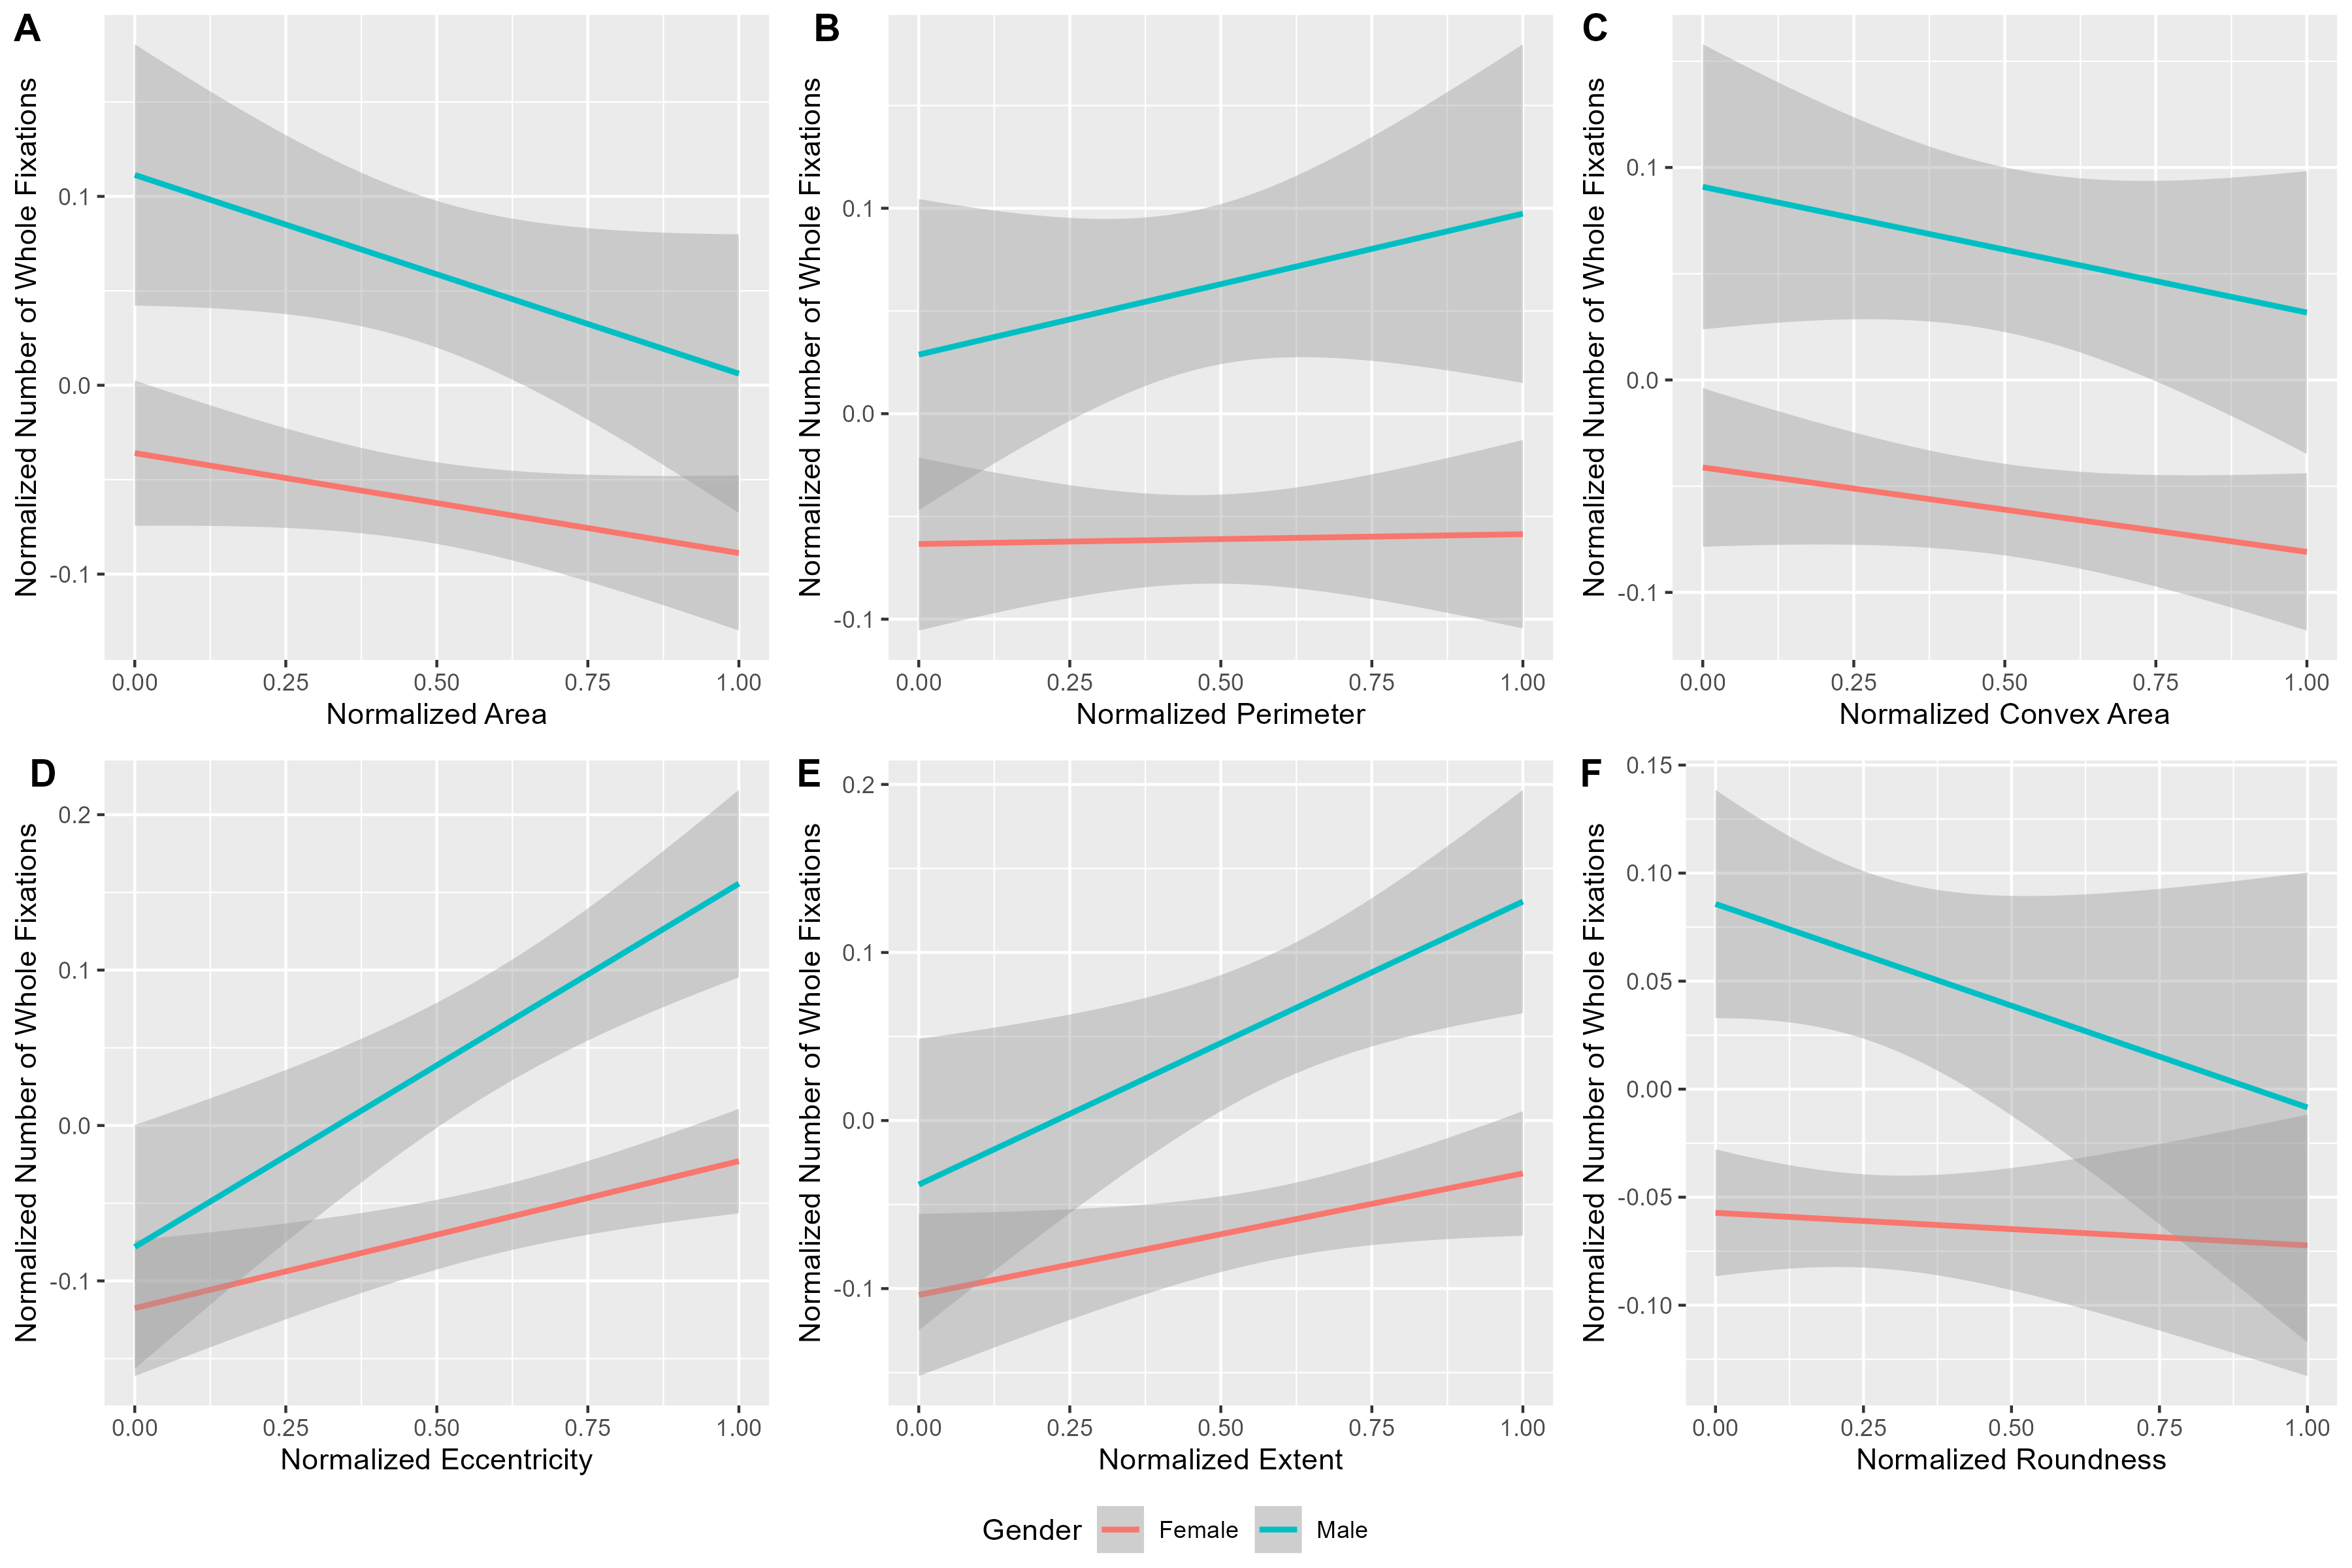 A
Normalized Number of Whole Fixations
0.1
0.0
-0.1
0.00 0.25 0.50 0.75 1.00
Normalized Area
B
Normalized Number of Whole Fixations
0.1
0.0
-0.1
0.00 0.25 0.50 0.75 1.00
Normalized Perimeter
C
Normalized Number of Whole Fixations
0.1
0.0
-0.1
0.00 0.25 0.50 0.75 1.00
Normalized Convex Area
D
Normalized Number of Whole Fixations
0.2
0.1
0.0
-0.1
0.00 0.25 0.50 0.75 1.00
Normalized Eccentricity
E
Normalized Number of Whole Fixations
0.2
0.1
0.0
-0.1
0.00 0.25 0.50 0.75 1.00
Normalized Extent
F
Normalized Number of Whole Fixations
0.15
0.10
0.05
0.00
-0.05
-0.10
0.00 0.25 0.50 0.75 1.00
Normalized Roundness
Gender Female Male